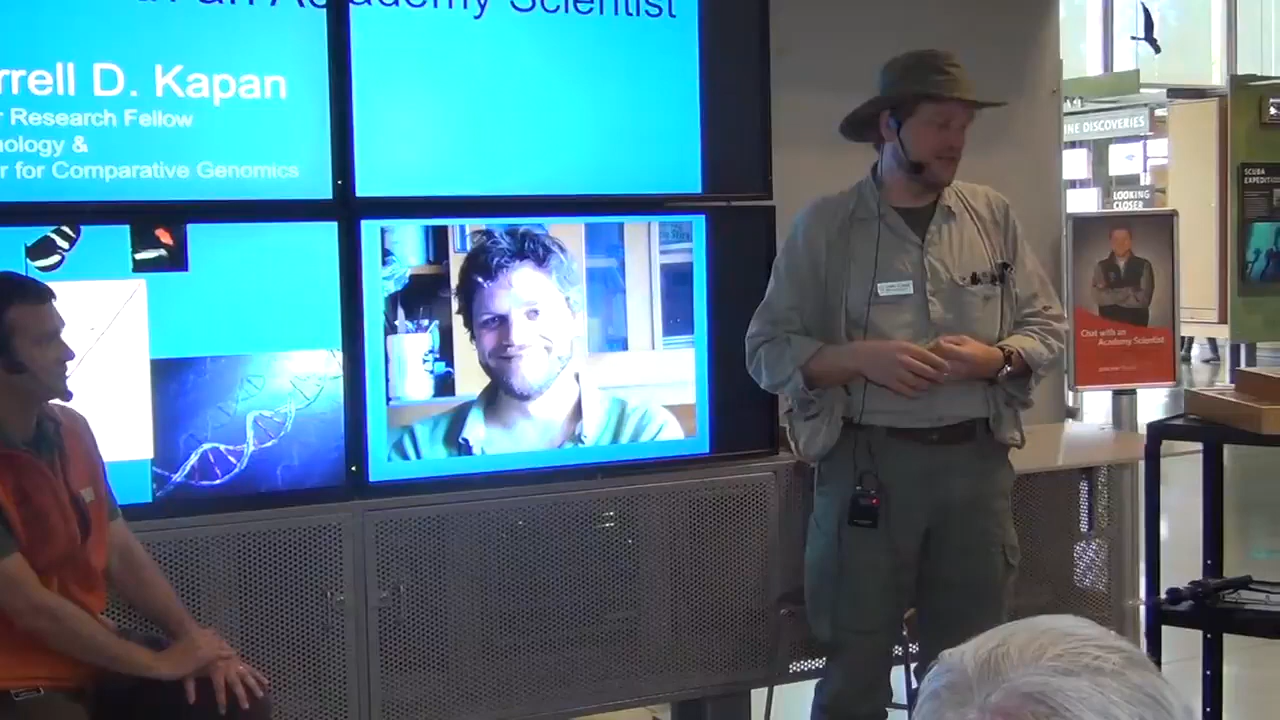 an Academy Scientist
rrell D. Kapan
r Research Fellow
ology &
r for Comparative Genomics
INE DISCOVERIES
LOOKING
CLOSER
SCUBA
Chat with an
Academy Scientist